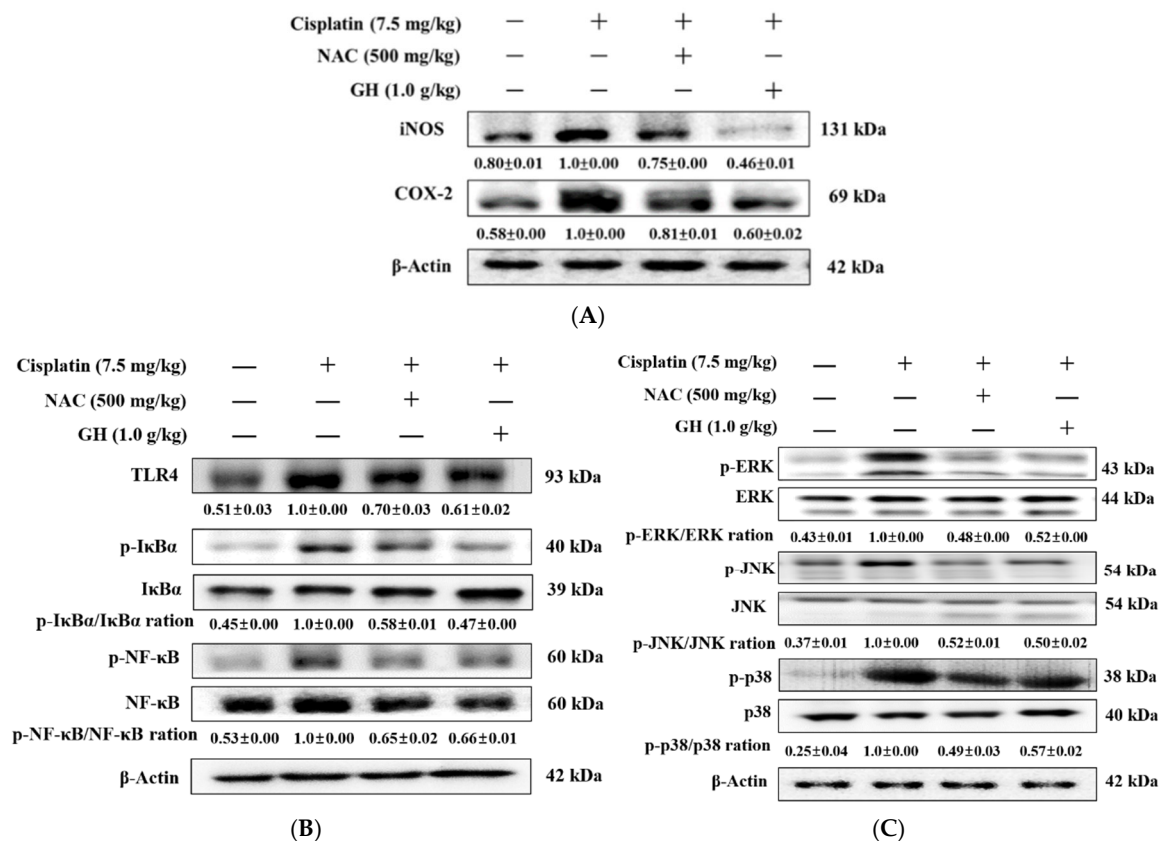 Cisplatin (7.5 mg/kg) — + + +
NAC (500 mg/kg) — — + —
GH (1.0 g/kg) — — — +
iNOS 131 kDa
0.80±0.01 1.0±0.00 0.75±0.00 0.46±0.01
COX-2 69 kDa
0.58±0.00 1.0±0.00 0.81±0.01 0.60±0.02
β-Actin 42 kDa
(A)
Cisplatin (7.5 mg/kg) — + + +
NAC (500 mg/kg) — — + —
GH (1.0 g/kg) — — — +
TLR4 93 kDa
0.51±0.03 1.0±0.00 0.70±0.03 0.61±0.02
p-IκBα 40 kDa
IκBα 39 kDa
p-IκBα/IκBα ration 0.45±0.00 1.0±0.00 0.58±0.01 0.47±0.00
p-NF-κB 60 kDa
NF-κB 60 kDa
p-NF-κB/NF-κB ration 0.53±0.00 1.0±0.00 0.65±0.02 0.66±0.01
β-Actin 42 kDa
(B)
Cisplatin (7.5 mg/kg) — + + +
NAC (500 mg/kg) — — + —
GH (1.0 g/kg) — — — +
p-ERK 43 kDa
ERK 44 kDa
p-ERK/ERK ration 0.43±0.01 1.0±0.00 0.48±0.00 0.52±0.00
p-JNK 54 kDa
JNK 54 kDa
p-JNK/JNK ration 0.37±0.01 1.0±0.00 0.52±0.01 0.50±0.02
p-p38 38 kDa
p38 40 kDa
p-p38/p38 ration 0.25±0.04 1.0±0.00 0.49±0.03 0.57±0.02
β-Actin 42 kDa
(C)